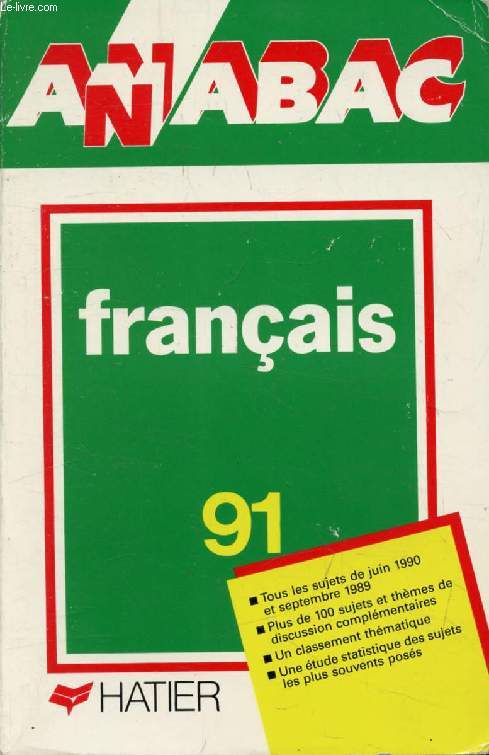 Le-livre.com
ANNABAC
français
91
■ Tous les sujets de juin 1990
et septembre 1989
■ Plus de 100 sujets et thèmes de
discussion complémentaires
■ Un classement thématique
■ Une étude statistique des sujets
les plus souvents posés
HATIER